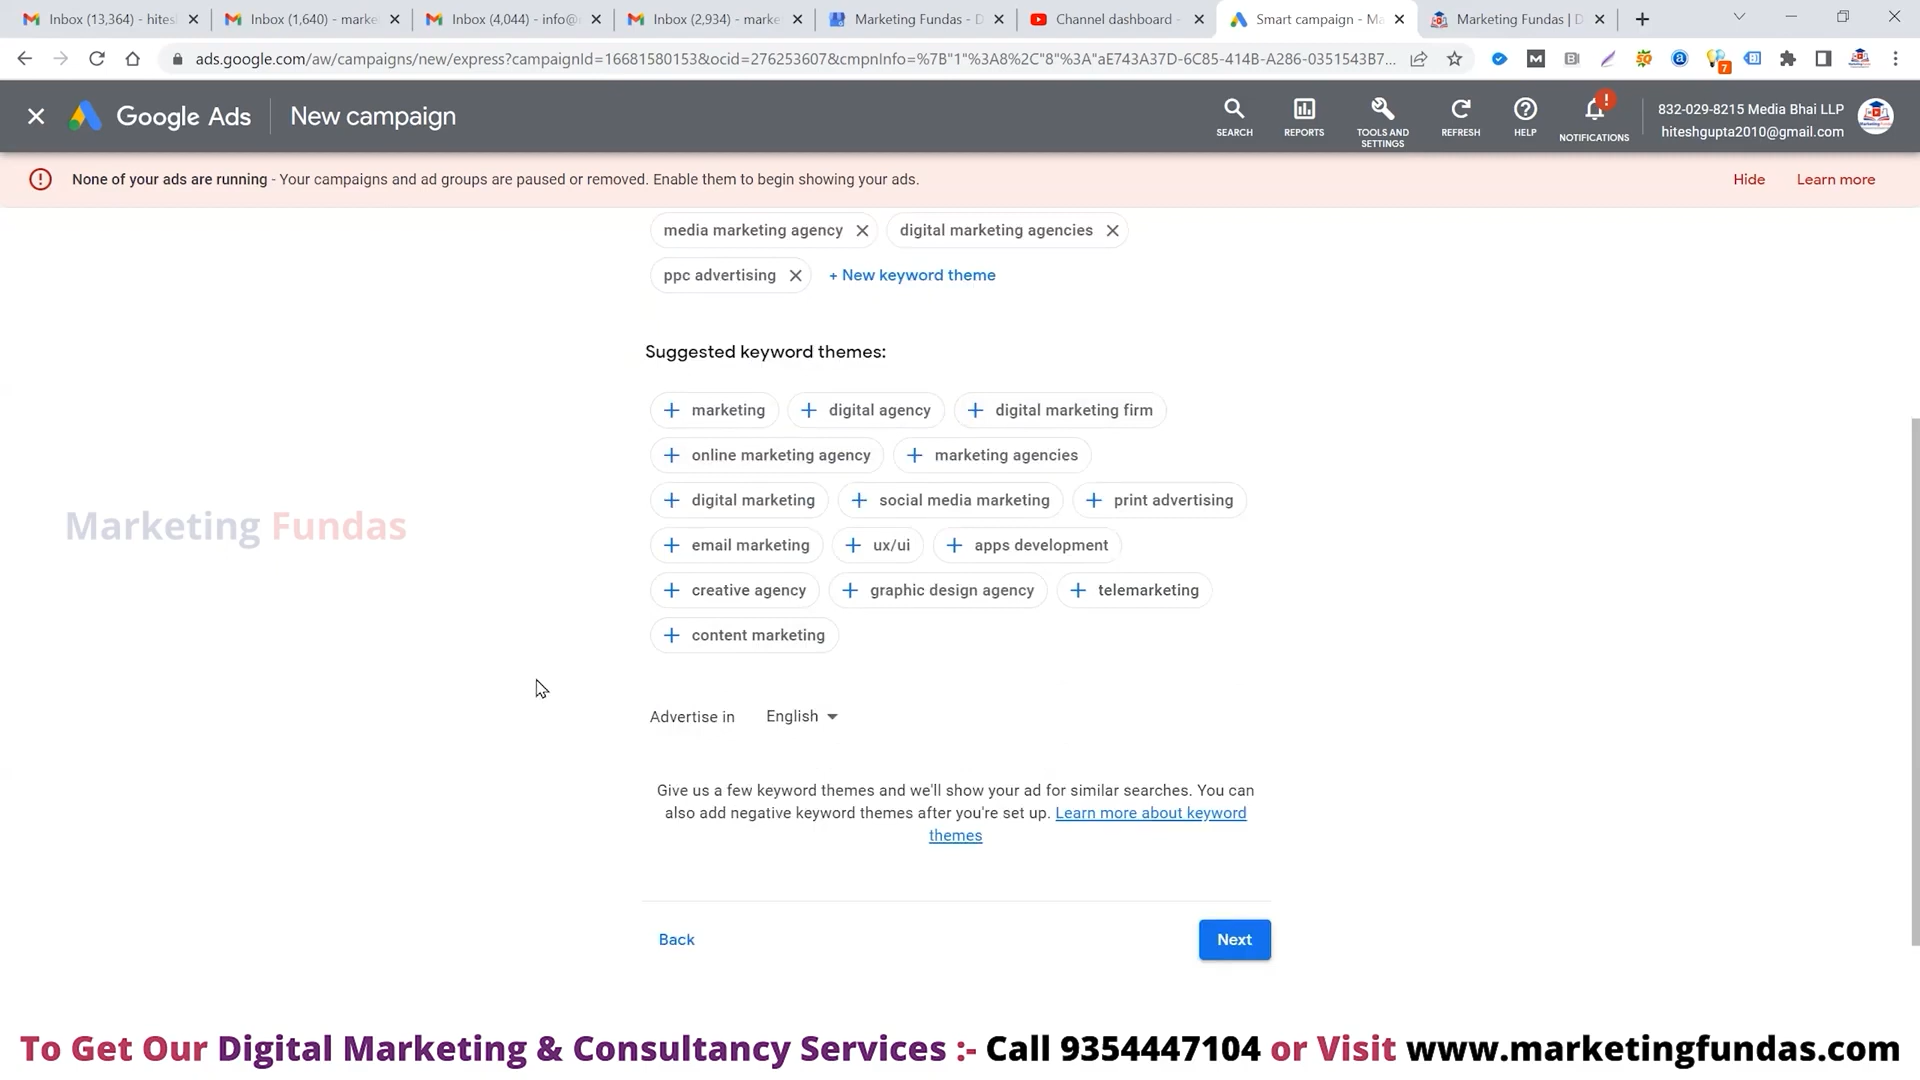 Inbox (13,364) - hites
Inbox (1,640) - marke
Inbox (4,044) - info@
Inbox (2,934) - marke
Marketing Fundas - D
Channel dashboard -
Smart campaign - Ma
Marketing Fundas | D
ads.google.com/aw/campaigns/new/express?campaignId=16681580153&ocid=276253607&cmpnInfo=%7B"1"%3A8%2C"8"%3A"aE743A37D-6C85-414B-A286-0351543B7...
Google Ads
New campaign
SEARCH
REPORTS
TOOLS AND
SETTINGS
REFRESH
HELP
NOTIFICATIONS
832-029-8215 Media Bhai LLP
hiteshgupta2010@gmail.com
None of your ads are running - Your campaigns and ad groups are paused or removed. Enable them to begin showing your ads.
Hide
Learn more
media marketing agency
digital marketing agencies
ppc advertising
+ New keyword theme
Suggested keyword themes:
+ marketing + digital agency + digital marketing firm
+ online marketing agency + marketing agencies
+ digital marketing + social media marketing + print advertising
+ email marketing + ux/ui + apps development
+ creative agency + graphic design agency + telemarketing
+ content marketing
Marketing Fundas
Advertise in English
Give us a few keyword themes and we'll show your ad for similar searches. You can
also add negative keyword themes after you're set up. Learn more about keyword
themes
Back
Next
To Get Our Digital Marketing & Consultancy Services :- Call 9354447104 or Visit www.marketingfundas.com